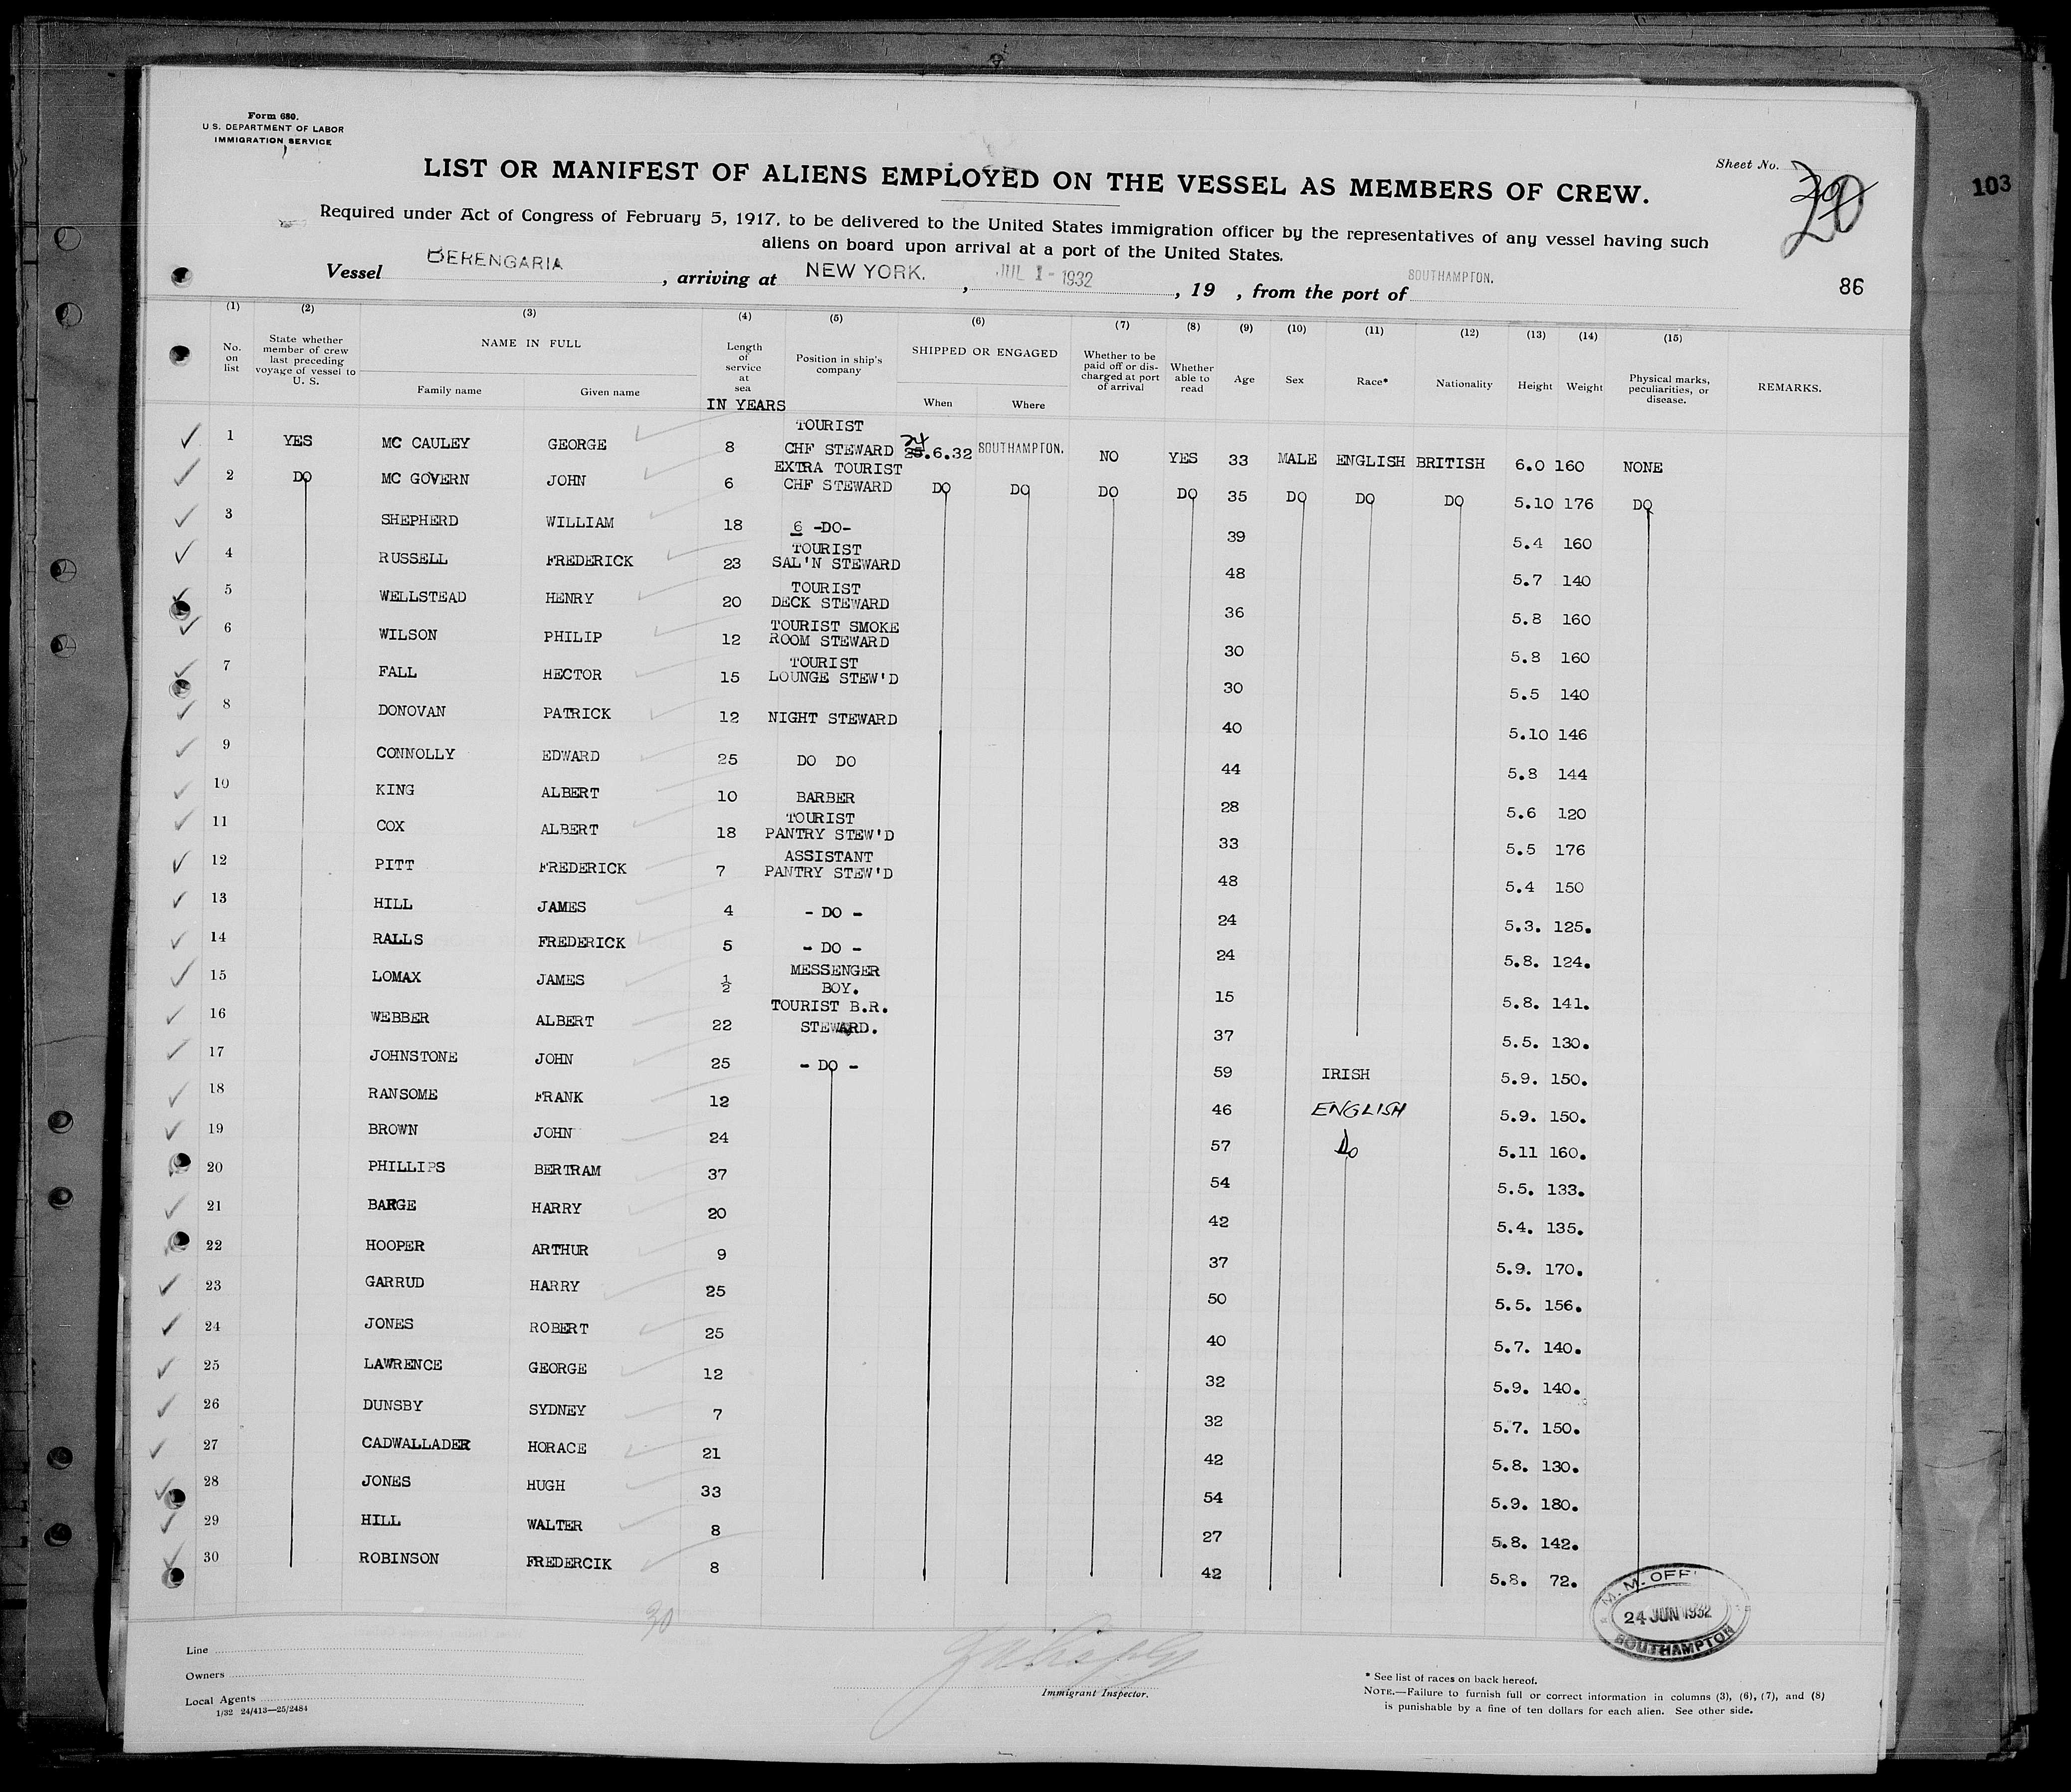 Form 680.
U. S. DEPARTMENT OF LABOR
IMMIGRATION SERVICE
LIST OR MANIFEST OF ALIENS EMPLOYED ON THE VESSEL AS MEMBERS OF CREW.
Sheet No. 20
103
Required under Act of Congress of February 5, 1917, to be delivered to the United States immigration officer by the representatives of any vessel having such
aliens on board upon arrival at a port of the United States.
Vessel BERENGARIA, arriving at NEW YORK., JUL 1 - 1932, 19 , from the port of SOUTHAMPTON.
86
(1) (2) (3) (4) (5) (6) (7) (8) (9) (10) (11) (12) (13) (14) (15)
No. on list State whether member of crew last preceding voyage of vessel to U. S. NAME IN FULL Length of service at sea Position in ship's company SHIPPED OR ENGAGED Whether to be paid off or discharged at port of arrival Whether able to read Age Sex Race* Nationality Height Weight Physical marks, peculiarities, or disease. REMARKS.
Family name Given name IN YEARS When Where
1 YES MC CAULEY GEORGE 8 TOURIST CHF STEWARD 24.6.32 SOUTHAMPTON. NO YES 33 MALE ENGLISH BRITISH 6.0 160 NONE
2 DO MC GOVERN JOHN 6 EXTRA TOURIST CHF STEWARD DO DO DO DO 35 DO DO DO 5.10 176 DO
3 SHEPHERD WILLIAM 18 6 -DO- 39 5.4 160
4 RUSSELL FREDERICK 23 TOURIST SAL'N STEWARD 48 5.7 140
5 WELLSTEAD HENRY 20 TOURIST DECK STEWARD 36 5.8 160
6 WILSON PHILIP 12 TOURIST SMOKE ROOM STEWARD 30 5.8 160
7 FALL HECTOR 15 TOURIST LOUNGE STEW'D 30 5.5 140
8 DONOVAN PATRICK 12 NIGHT STEWARD 40 5.10 146
9 CONNOLLY EDWARD 25 DO DO 44 5.8 144
10 KING ALBERT 10 BARBER 28 5.6 120
11 COX ALBERT 18 TOURIST PANTRY STEW'D 33 5.5 176
12 PITT FREDERICK 7 ASSISTANT PANTRY STEW'D 48 5.4 150
13 HILL JAMES 4 - DO - 24 5.3. 125.
14 RALLS FREDERICK 5 - DO - 24 5.8. 124.
15 LOMAX JAMES ½ MESSENGER BOY. 15 5.8. 141.
16 WEBBER ALBERT 22 TOURIST B.R. STEWARD. 37 5.5. 130.
17 JOHNSTONE JOHN 25 - DO - 59 IRISH 5.9. 150.
18 RANSOME FRANK 12 46 ENGLISH 5.9. 150.
19 BROWN JOHN 24 57 Do 5.11 160.
20 PHILLIPS BERTRAM 37 54 5.5. 133.
21 BARGE HARRY 20 42 5.4. 135.
22 HOOPER ARTHUR 9 37 5.9. 170.
23 GARRUD HARRY 25 50 5.5. 156.
24 JONES ROBERT 25 40 5.7. 140.
25 LAWRENCE GEORGE 12 32 5.9. 140.
26 DUNSBY SYDNEY 7 32 5.7. 150.
27 CADWALLADER HORACE 21 42 5.8. 130.
28 JONES HUGH 33 54 5.9. 180.
29 HILL WALTER 8 27 5.8. 142.
30 ROBINSON FREDERCIK 8 42 5.8. 72.
30
M.M. OFF
24 JUN 1932
SOUTHAMPTON
Line
Owners
Local Agents
1/32 24/413—25/2484
Immigrant Inspector.
* See list of races on back hereof.
NOTE.—Failure to furnish full or correct information in columns (3), (6), (7), and (8)
is punishable by a fine of ten dollars for each alien. See other side.